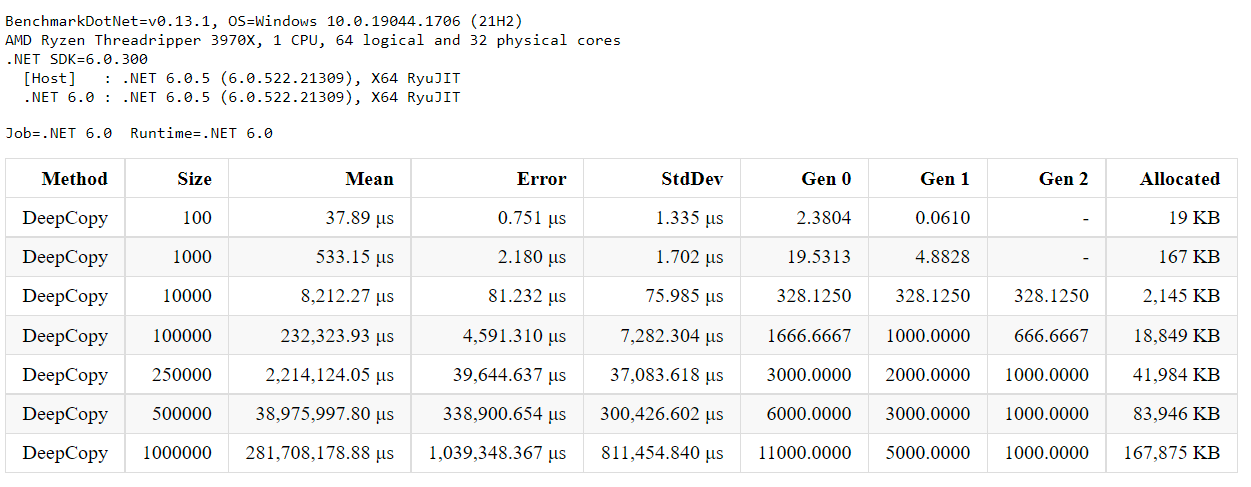 BenchmarkDotNet=v0.13.1, OS=Windows 10.0.19044.1706 (21H2)
AMD Ryzen Threadripper 3970X, 1 CPU, 64 logical and 32 physical cores
.NET SDK=6.0.300
[Host]   : .NET 6.0.5 (6.0.522.21309), X64 RyuJIT
.NET 6.0 : .NET 6.0.5 (6.0.522.21309), X64 RyuJIT
Job=.NET 6.0  Runtime=.NET 6.0
Method Size Mean Error StdDev Gen 0 Gen 1 Gen 2 Allocated
DeepCopy 100 37.89 μs 0.751 μs 1.335 μs 2.3804 0.0610 - 19 KB
DeepCopy 1000 533.15 μs 2.180 μs 1.702 μs 19.5313 4.8828 - 167 KB
DeepCopy 10000 8,212.27 μs 81.232 μs 75.985 μs 328.1250 328.1250 328.1250 2,145 KB
DeepCopy 100000 232,323.93 μs 4,591.310 μs 7,282.304 μs 1666.6667 1000.0000 666.6667 18,849 KB
DeepCopy 250000 2,214,124.05 μs 39,644.637 μs 37,083.618 μs 3000.0000 2000.0000 1000.0000 41,984 KB
DeepCopy 500000 38,975,997.80 μs 338,900.654 μs 300,426.602 μs 6000.0000 3000.0000 1000.0000 83,946 KB
DeepCopy 1000000 281,708,178.88 μs 1,039,348.367 μs 811,454.840 μs 11000.0000 5000.0000 1000.0000 167,875 KB